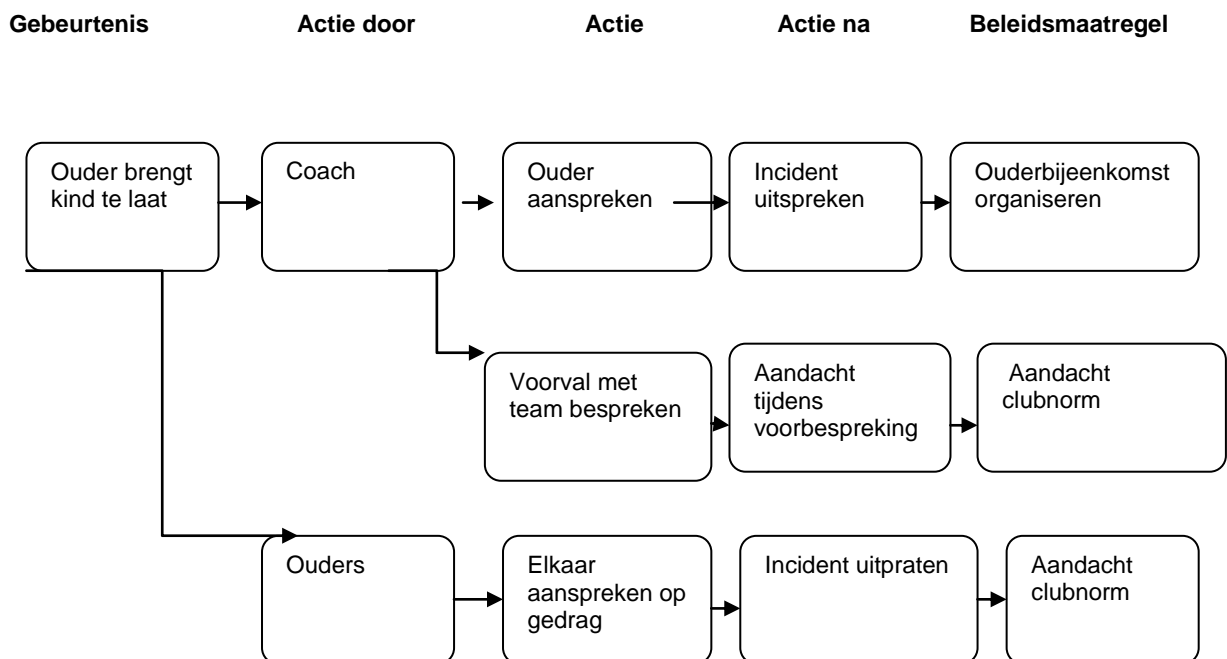 Gebeurtenis Actie door Actie Actie na Beleidsmaatregel
Ouder brengt
kind te laat
Coach
Ouder
aanspreken
Incident
uitspreken
Ouderbijeenkomst
organiseren
Voorval met
team bespreken
Aandacht
tijdens
voorbespreking
Aandacht
clubnorm
Ouders
Elkaar
aanspreken op
gedrag
Incident uitpraten
Aandacht
clubnorm